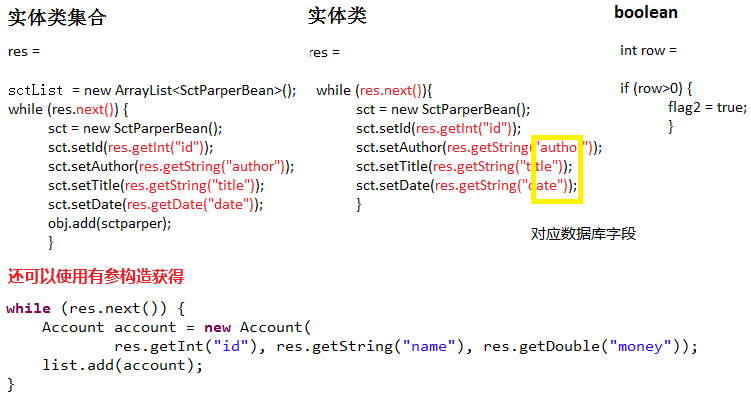 实体类集合
res =
sctList = new ArrayList<SctParperBean>();
while (res.next()) {
sct = new SctParperBean();
sct.setId(res.getInt("id"));
sct.setAuthor(res.getString("author"));
sct.setTitle(res.getString("title"));
sct.setDate(res.getDate("date"));
obj.add(sctparper);
}
实体类
res =
while (res.next()){
sct = new SctParperBean();
sct.setId(res.getInt("id"));
sct.setAuthor(res.getString("author"));
sct.setTitle(res.getString("title"));
sct.setDate(res.getString("date"));
}
对应数据库字段
boolean
int row =
if (row>0) {
flag2 = true;
}
还可以使用有参构造获得
while (res.next()) {
Account account = new Account(
res.getInt("id"), res.getString("name"), res.getDouble("money"));
list.add(account);
}